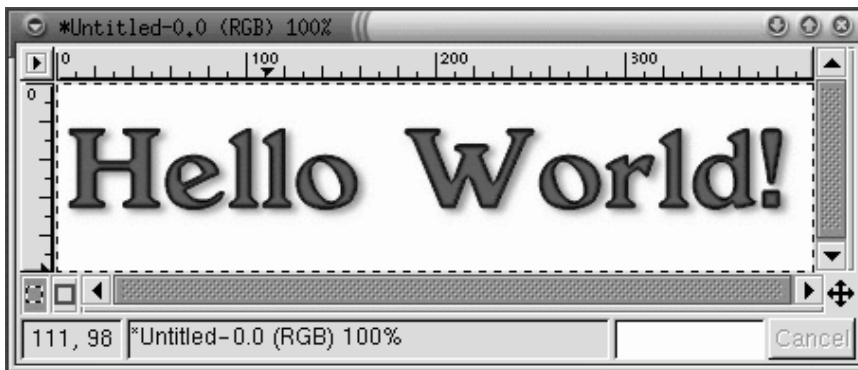 *Untitled-0.0 (RGB) 100%
0 100 200 300
0
Hello World!
111, 98 *Untitled-0.0 (RGB) 100% Cancel